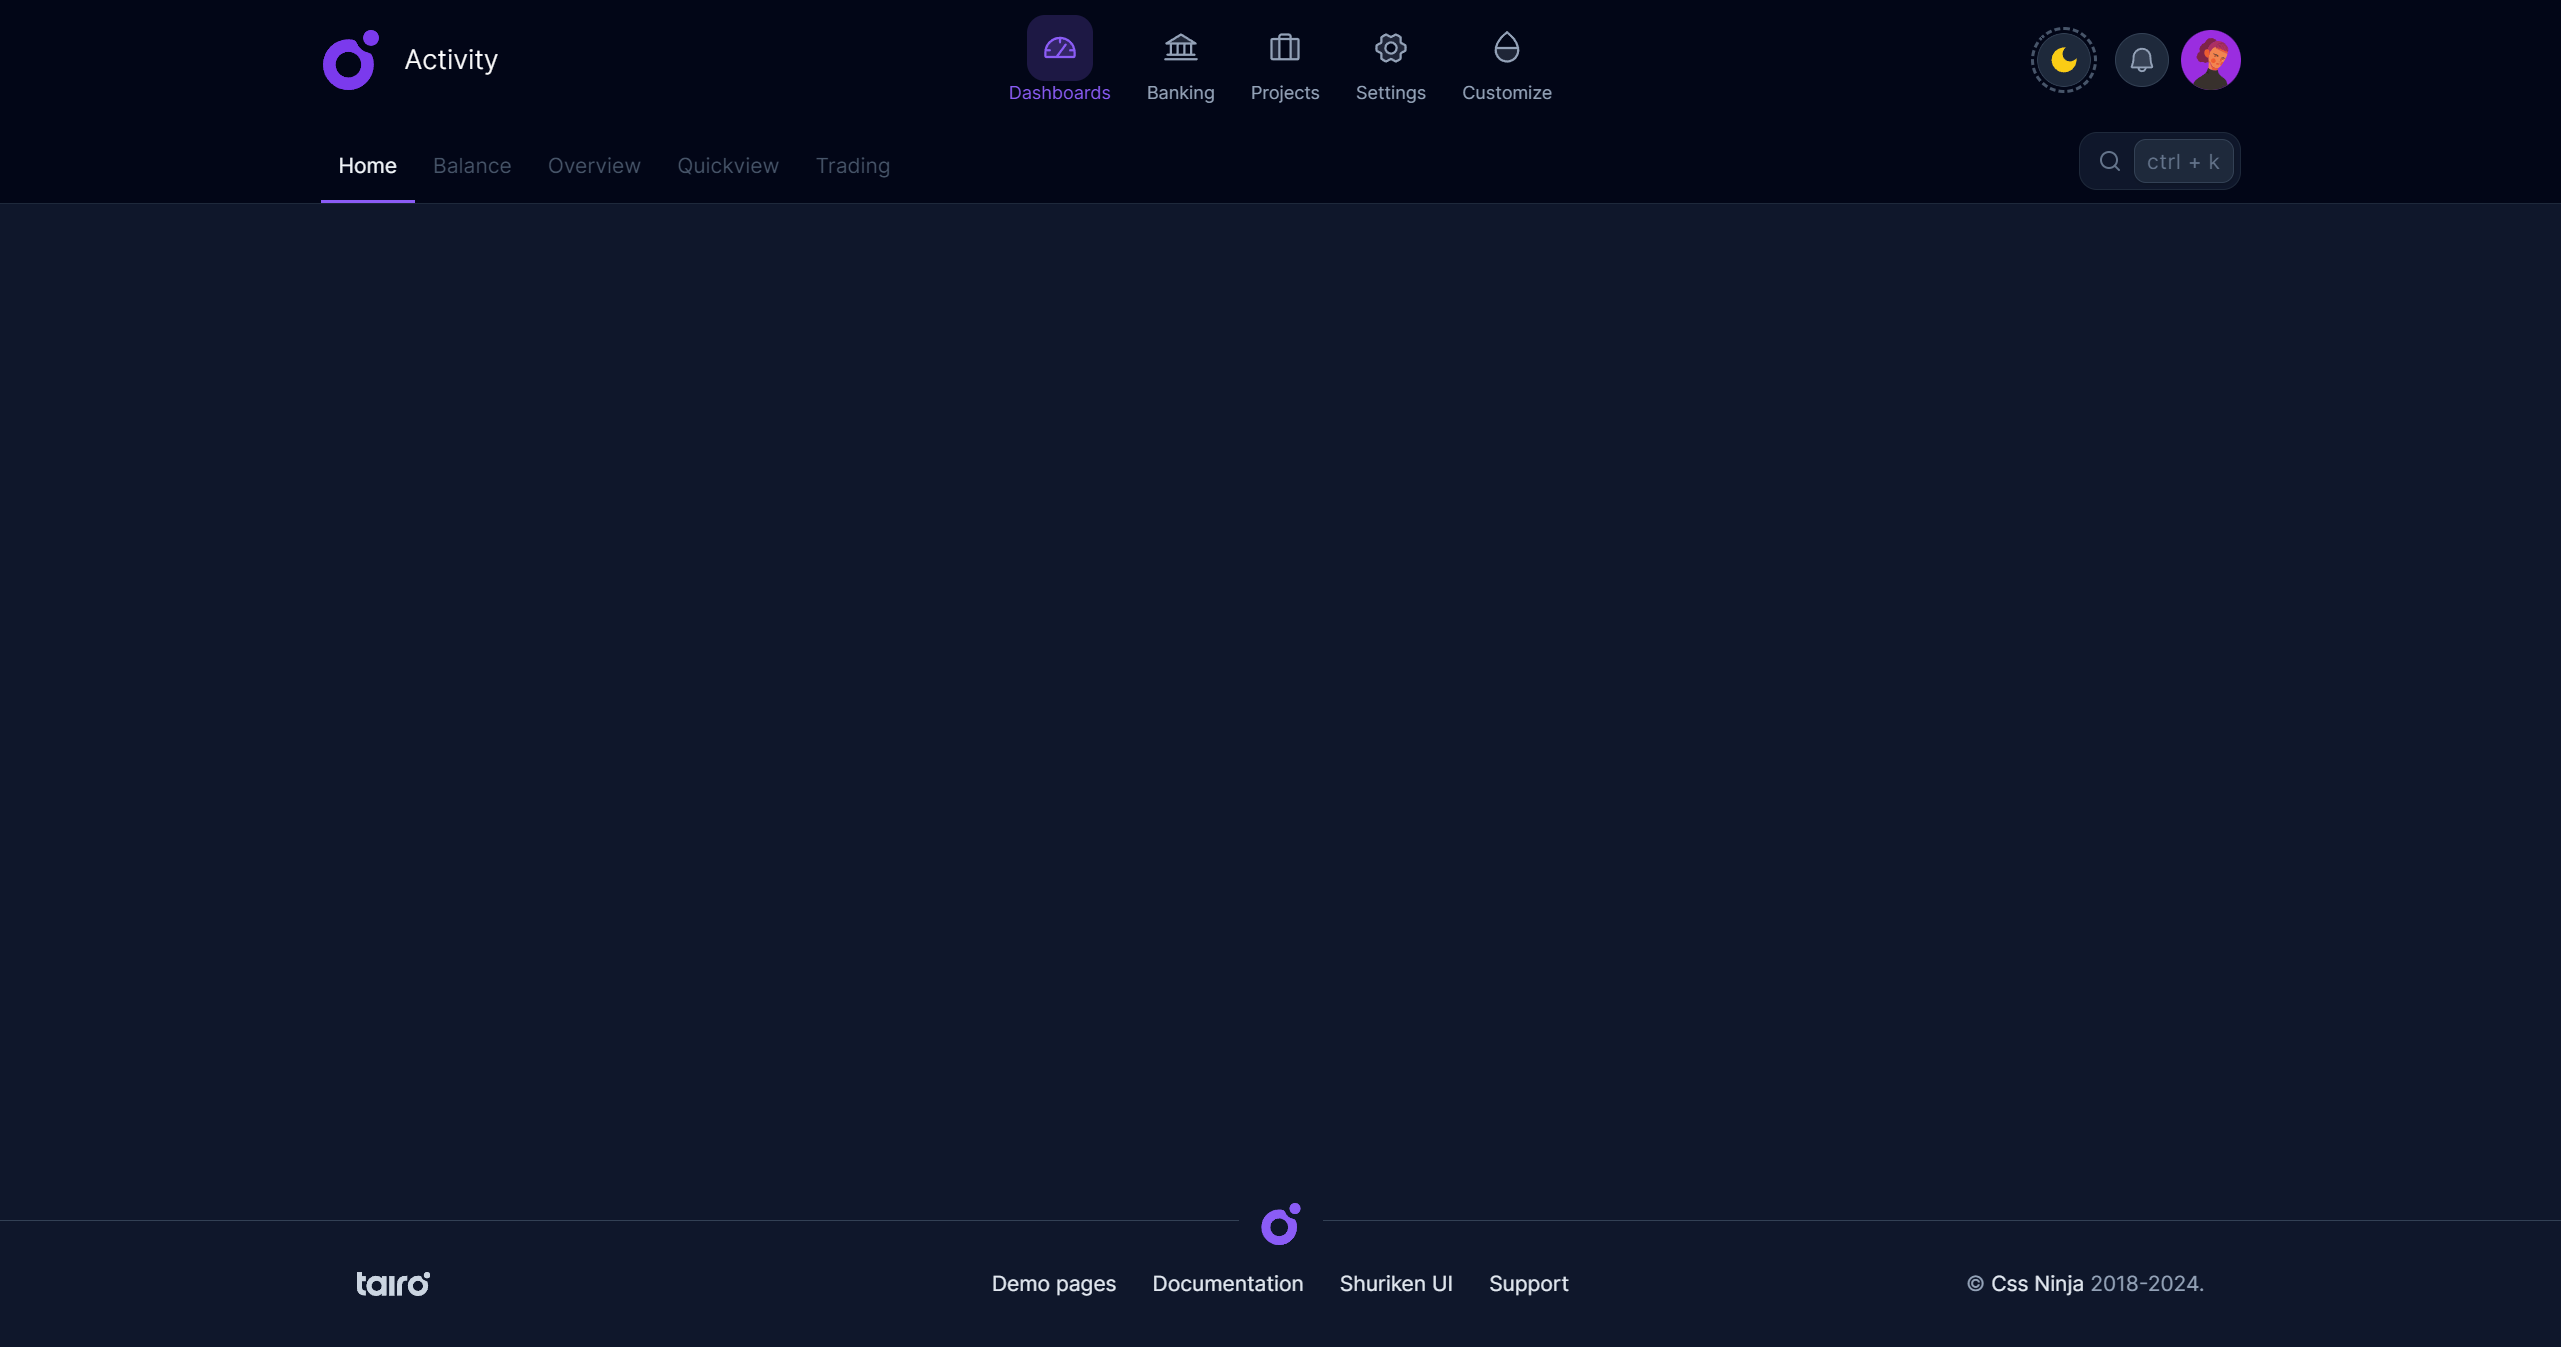 Activity
Dashboards
Banking
Projects
Settings
Customize
Home
Balance
Overview
Quickview
Trading
ctrl + k
tairo
Demo pages
Documentation
Shuriken UI
Support
© Css Ninja 2018-2024.